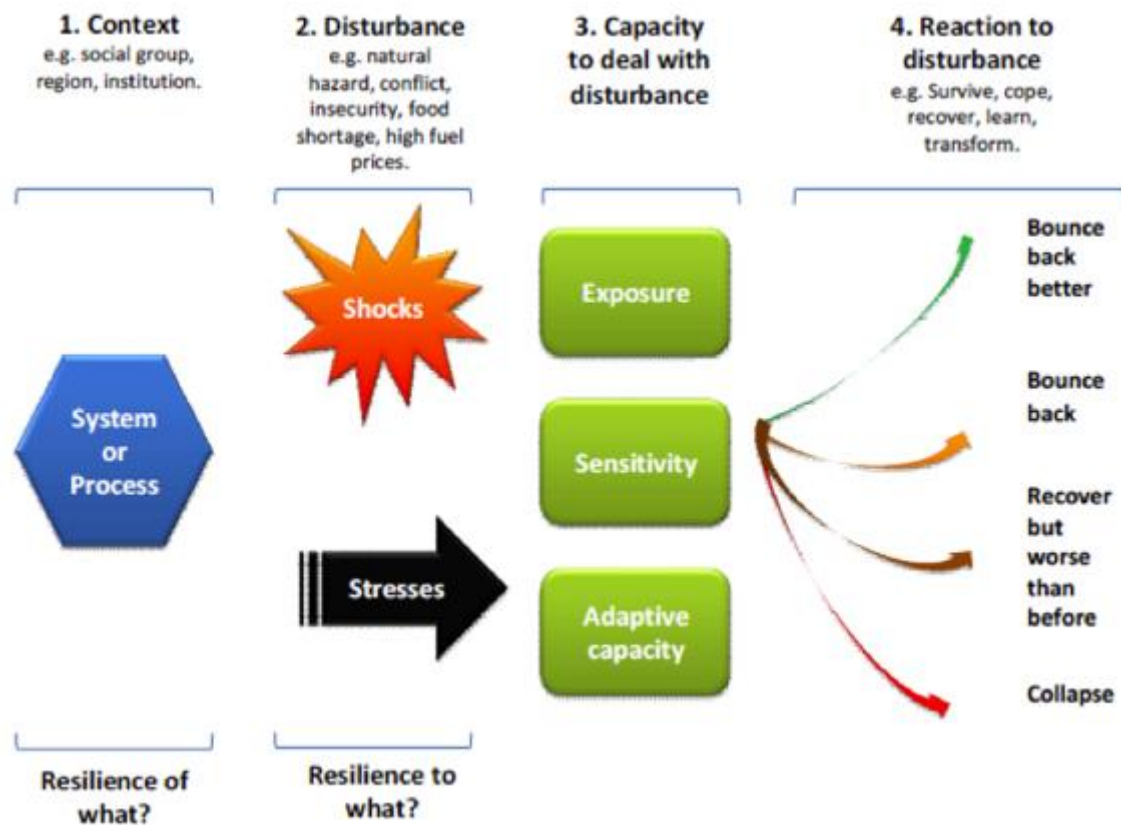 1. Context
e.g. social group,
region, institution.
2. Disturbance
e.g. natural
hazard, conflict,
insecurity, food
shortage, high fuel
prices.
3. Capacity
to deal with
disturbance
4. Reaction to
disturbance
e.g. Survive, cope,
recover, learn,
transform.
System
or
Process
Shocks
Stresses
Exposure
Sensitivity
Adaptive
capacity
Bounce
back
better
Bounce
back
Recover
but
worse
than
before
Collapse
Resilience of
what?
Resilience to
what?